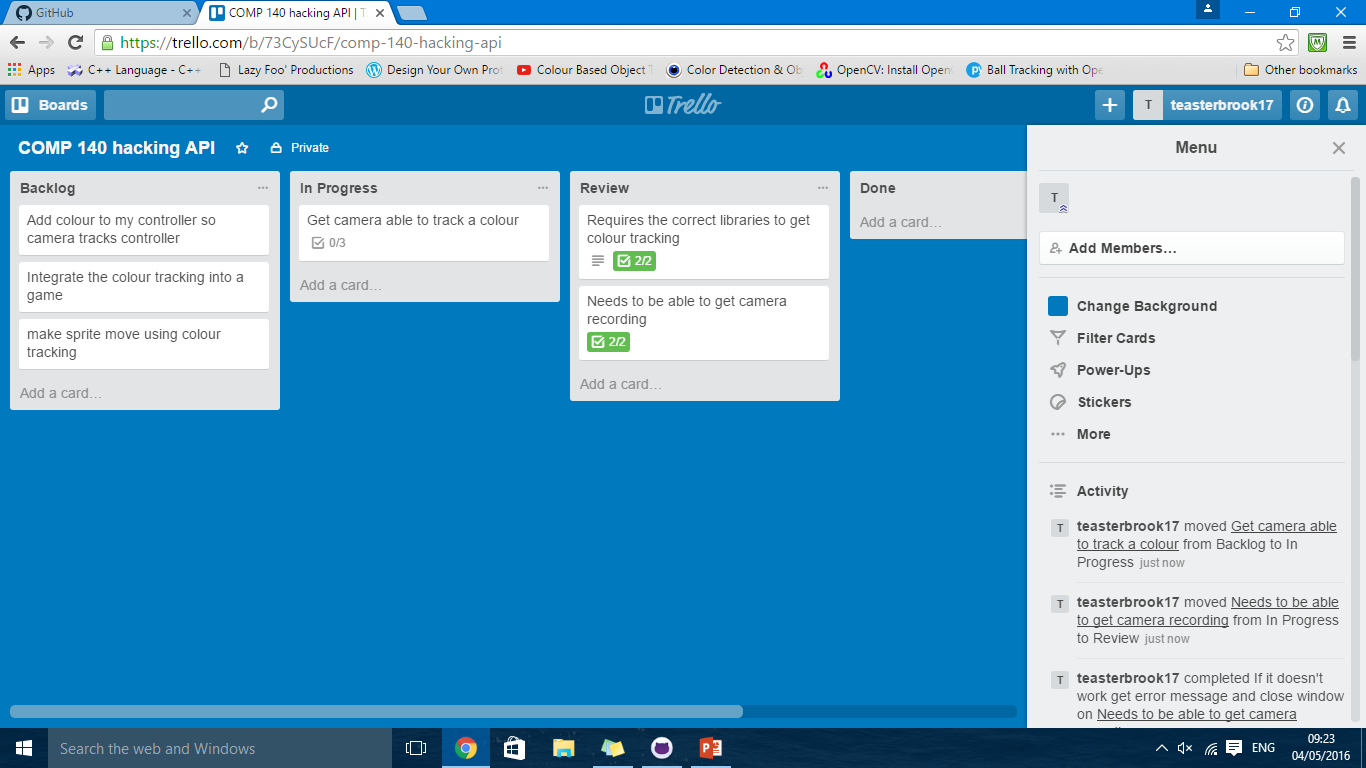 GitHub
COMP 140 hacking API | T
https://trello.com/b/73CySUcF/comp-140-hacking-api
Apps
C++ Language - C++
Lazy Foo' Productions
Design Your Own Pro
Colour Based Object T
Color Detection & Ob
OpenCV: Install Open
Ball Tracking with Ope
Other bookmarks
Boards
Trello
T
teasterbrook17
COMP 140 hacking API
Private
Backlog
Add colour to my controller so
camera tracks controller
Integrate the colour tracking into a
game
make sprite move using colour
tracking
Add a card…
In Progress
Get camera able to track a colour
0/3
Add a card…
Review
Requires the correct libraries to get
colour tracking
2/2
Needs to be able to get camera
recording
2/2
Add a card…
Done
Add a card…
Menu
T
Add Members…
Change Background
Filter Cards
Power-Ups
Stickers
More
Activity
T
teasterbrook17 moved Get camera able
to track a colour from Backlog to In
Progress just now
T
teasterbrook17 moved Needs to be able
to get camera recording from In Progress
to Review just now
T
teasterbrook17 completed If it doesn't
work get error message and close window
on Needs to be able to get camera
Search the web and Windows
ENG
09:23
04/05/2016